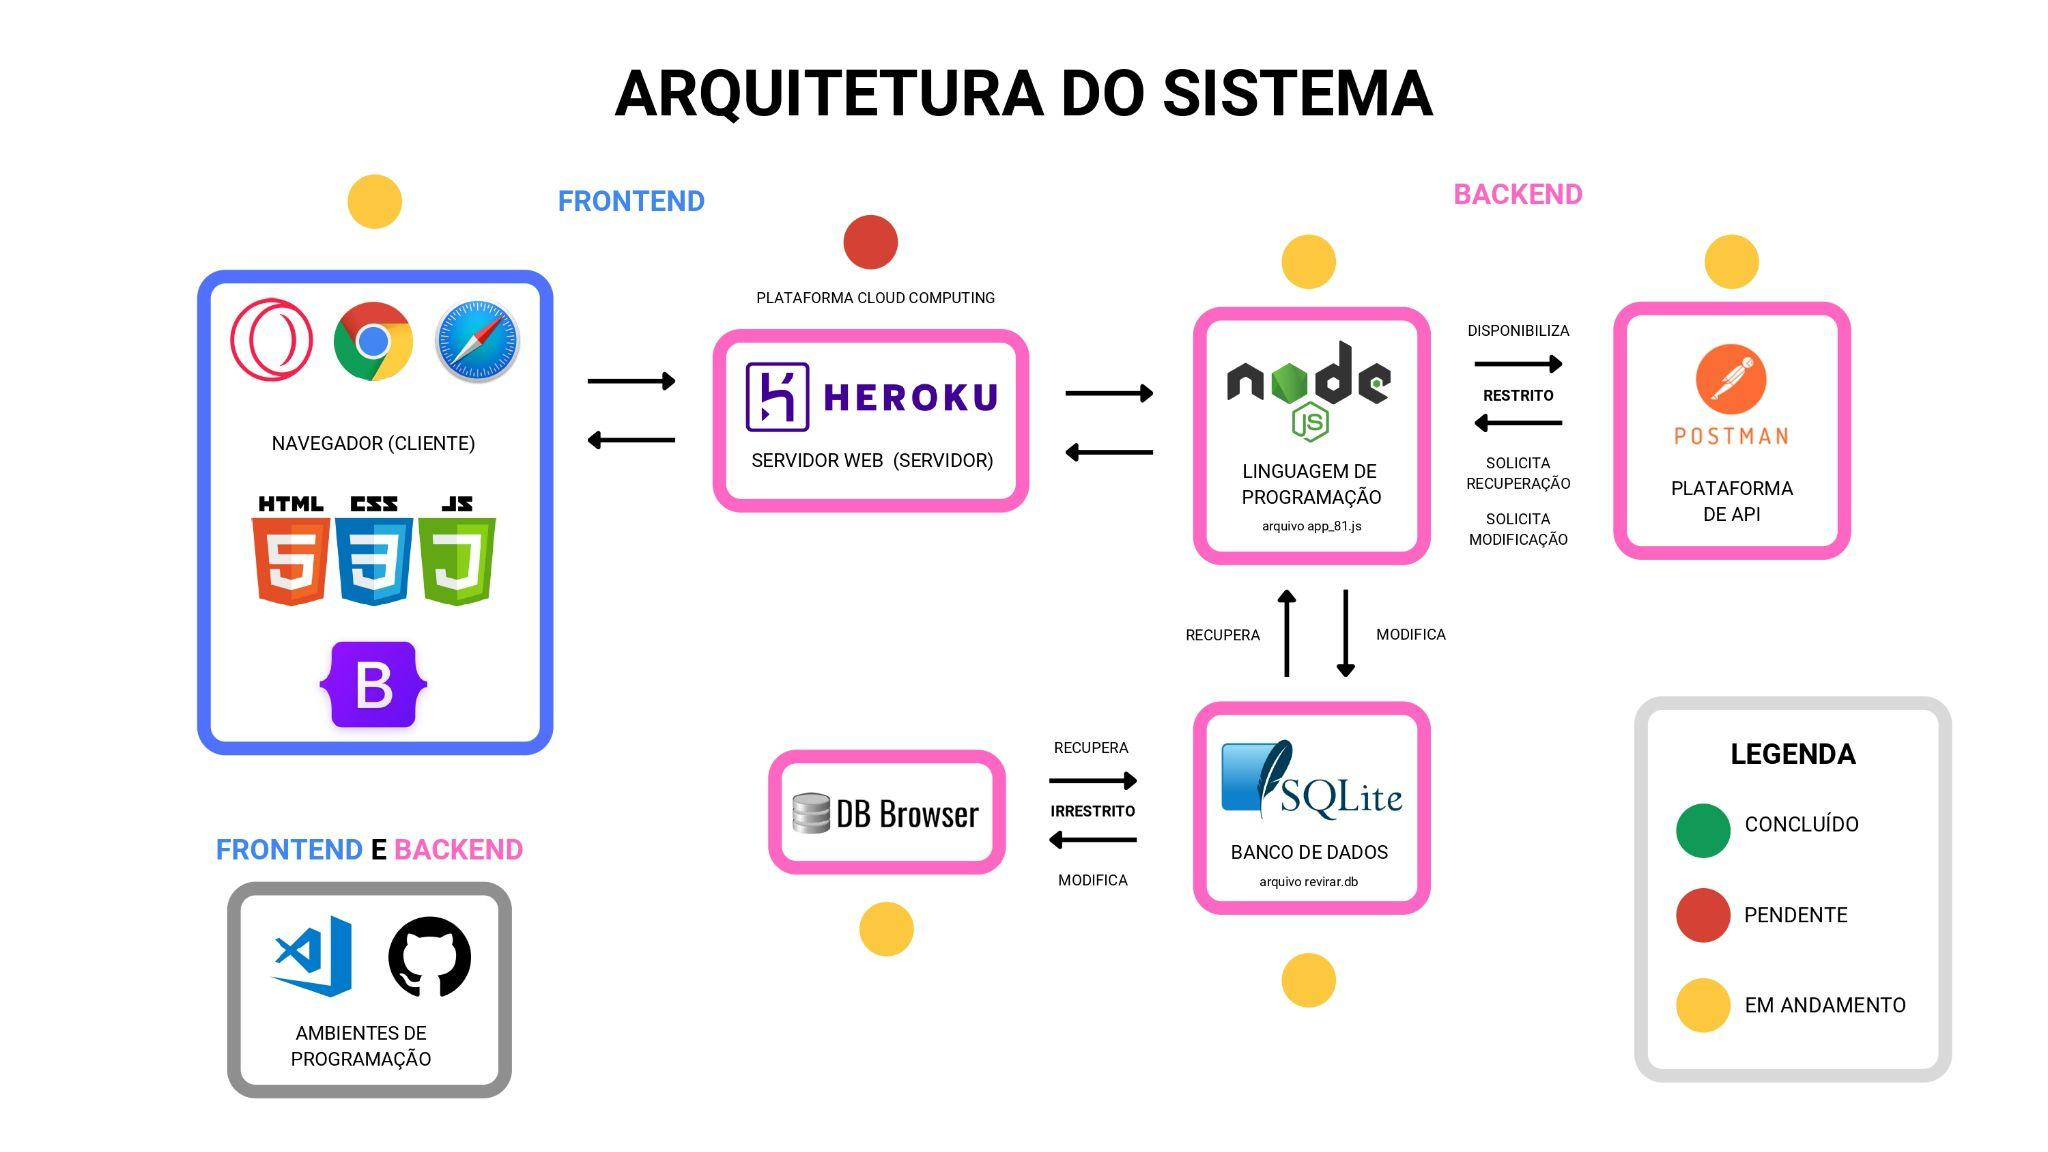 ARQUITETURA DO SISTEMA
FRONTEND
BACKEND
PLATAFORMA CLOUD COMPUTING
NAVEGADOR (CLIENTE)
HTML CSS JS
5 3
B
HEROKU
SERVIDOR WEB (SERVIDOR)
node
JS
LINGUAGEM DE
PROGRAMAÇÃO
arquivo app_81.js
DISPONIBILIZA
RESTRITO
SOLICITA
RECUPERAÇÃO
SOLICITA
MODIFICAÇÃO
POSTMAN
PLATAFORMA
DE API
RECUPERA
MODIFICA
DB Browser
RECUPERA
IRRESTRITO
MODIFICA
SQLite
BANCO DE DADOS
arquivo revirar.db
FRONTEND E BACKEND
AMBIENTES DE
PROGRAMAÇÃO
LEGENDA
CONCLUÍDO
PENDENTE
EM ANDAMENTO